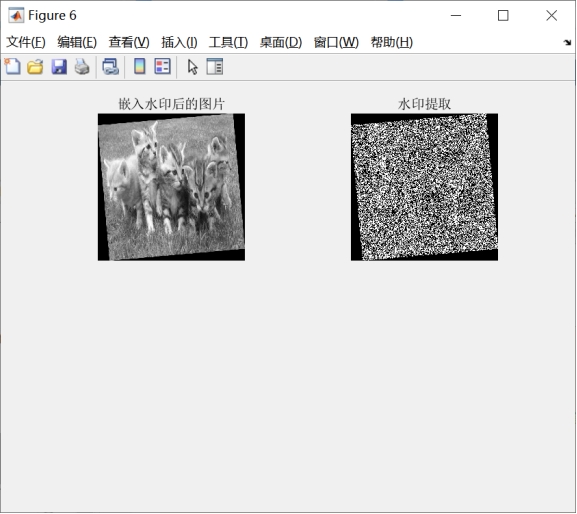 Figure 6
文件(F) 编辑(E) 查看(V) 插入(I) 工具(T) 桌面(D) 窗口(W) 帮助(H)
嵌入水印后的图片 水印提取